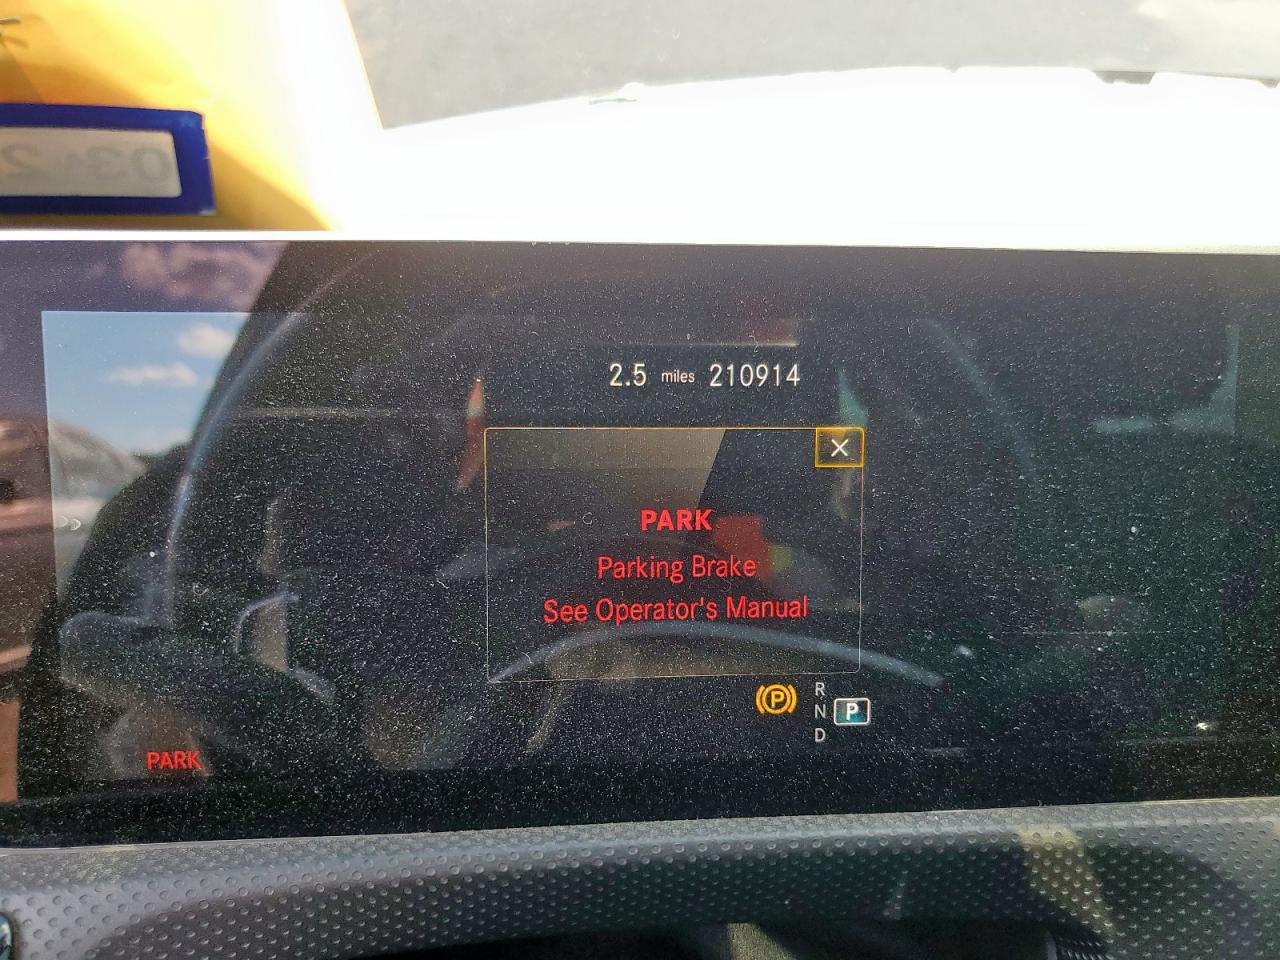 2.5 miles 210914
X
PARK
Parking Brake
See Operator's Manual
P
R
N P
D
PARK